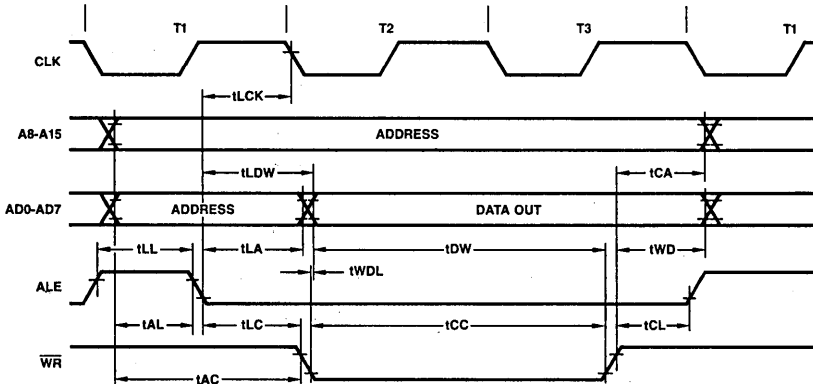 T1 T2 T3 T1
CLK
tLCK
A8-A15 ADDRESS
tLDW tCA
AD0-AD7 ADDRESS DATA OUT
tLL tLA tDW tWD
tWDL
ALE
tAL tLC tCC tCL
WR
tAC